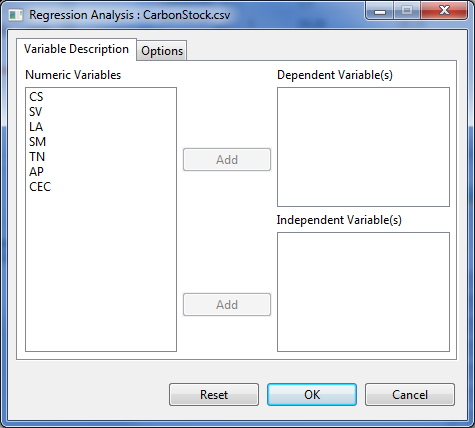 Regression Analysis : CarbonStock.csv
Variable Description
Options
Numeric Variables
CS
SV
LA
SM
TN
AP
CEC
Add
Dependent Variable(s)
Independent Variable(s)
Add
Reset
OK
Cancel